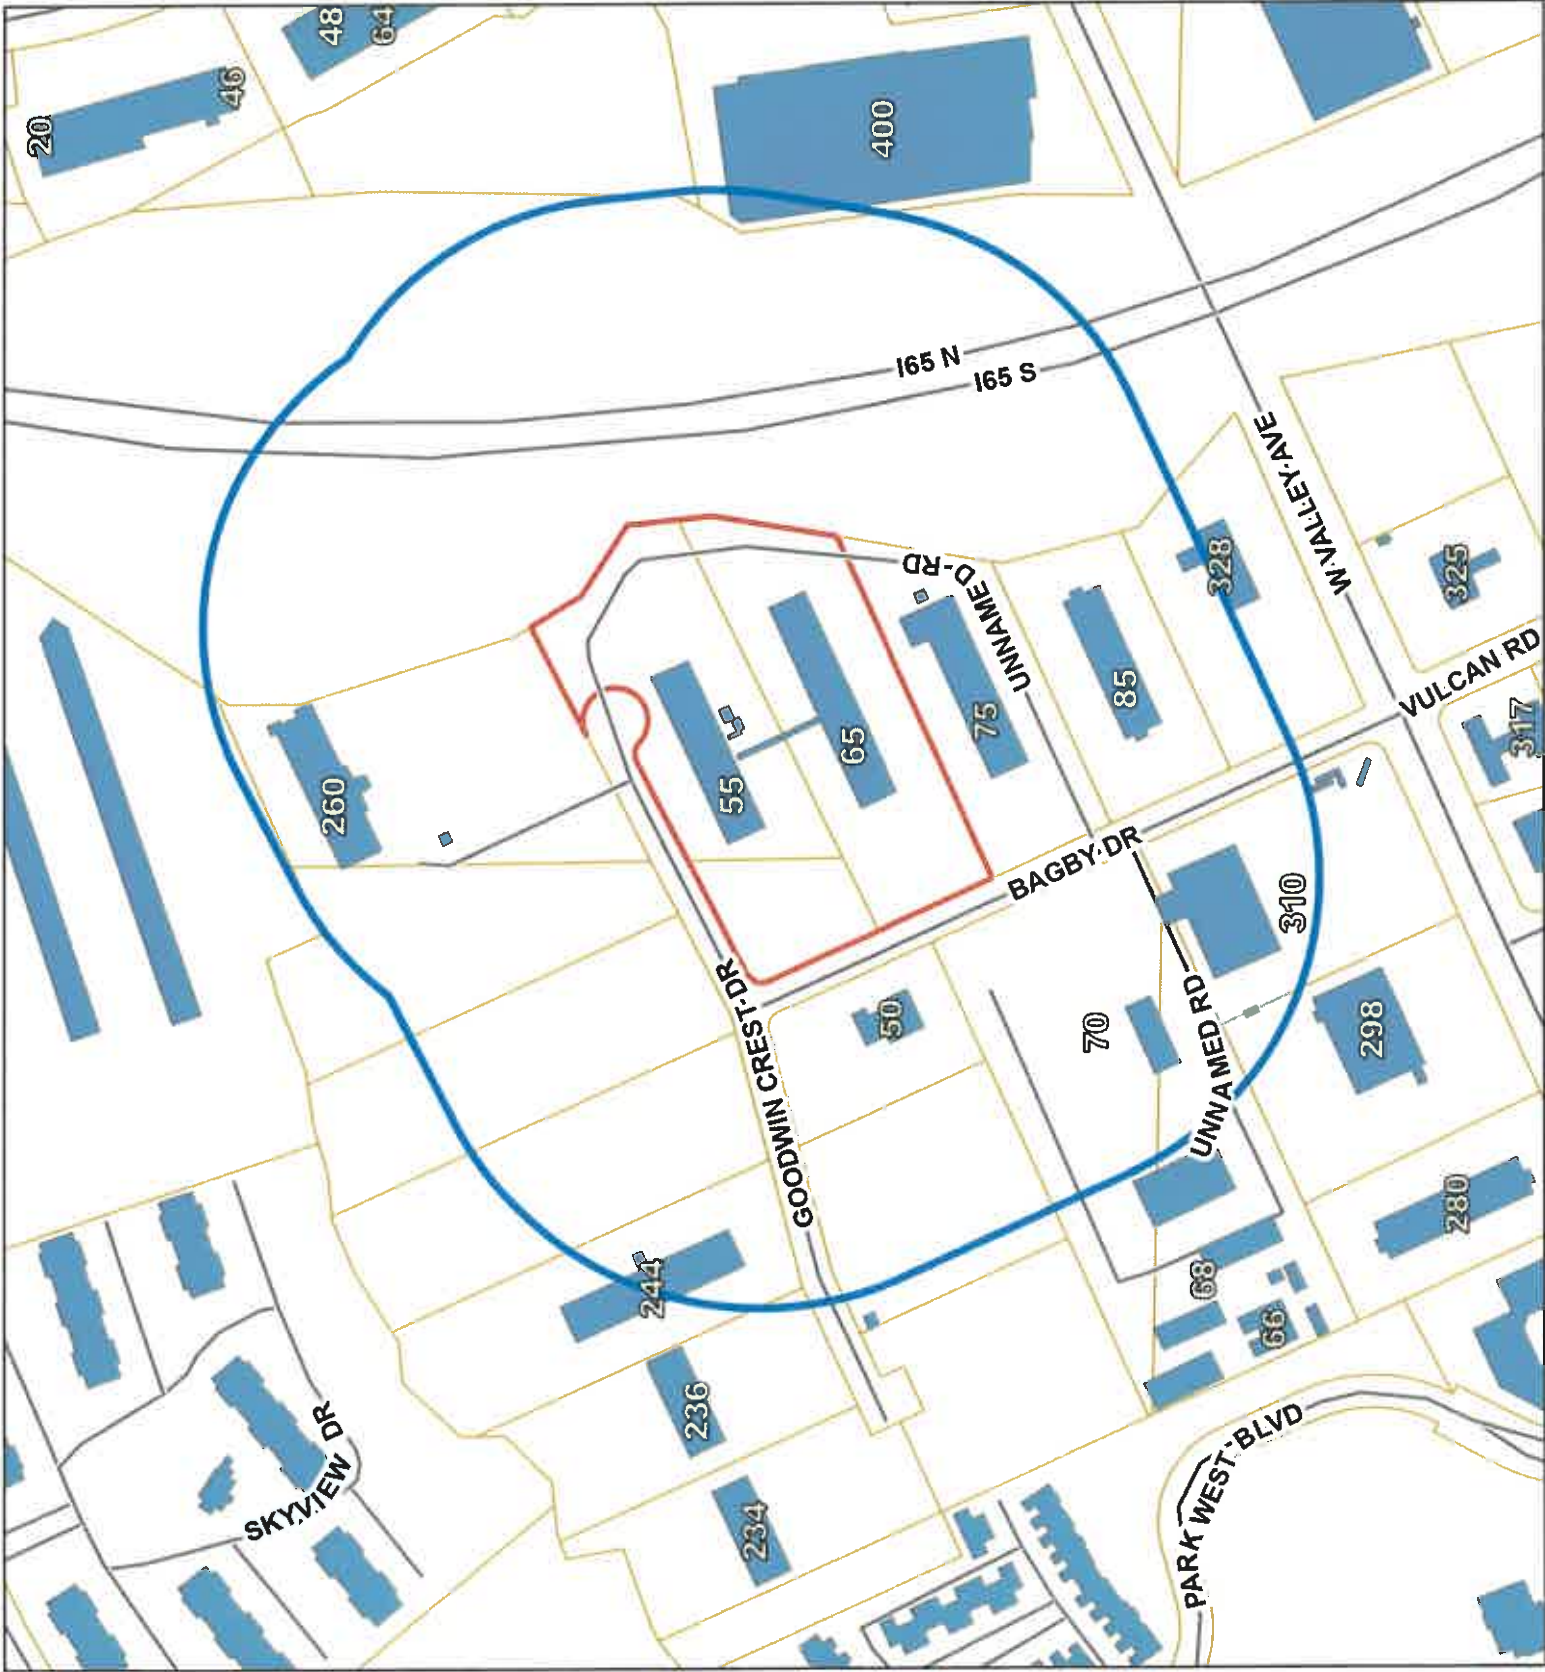 48
64
46
20
400
I65 N
I65 S
W VALLEY AVE
UNNAMED RD
328
325
VULCAN RD
85
75
65
55
260
317
BAGBY DR
310
GOODWIN CREST DR
50
70
UNNAMED RD
298
280
244
68
66
236
SKYVIEW DR
PARK WEST BLVD
234